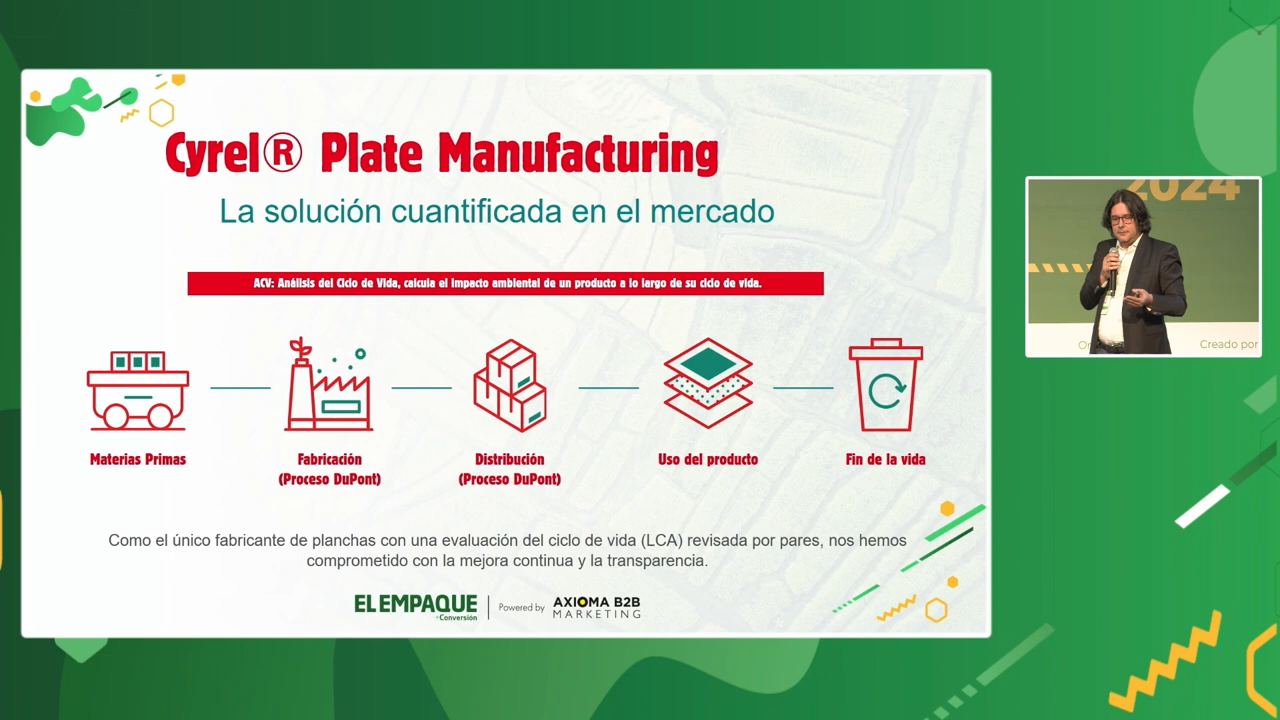 Cyrel® Plate Manufacturing
La solución cuantificada en el mercado
ACV: Análisis del Ciclo de Vida, calcula el impacto ambiental de un producto a lo largo de su ciclo de vida.
Materias Primas
Fabricación
(Proceso DuPont)
Distribución
(Proceso DuPont)
Uso del producto
Fin de la vida
Como el único fabricante de planchas con una evaluación del ciclo de vida (LCA) revisada por pares, nos hemos
comprometido con la mejora continua y la transparencia.
EL EMPAQUE
+Conversión
Powered by
AXIOMA B2B
MARKETING
2024
Creado por